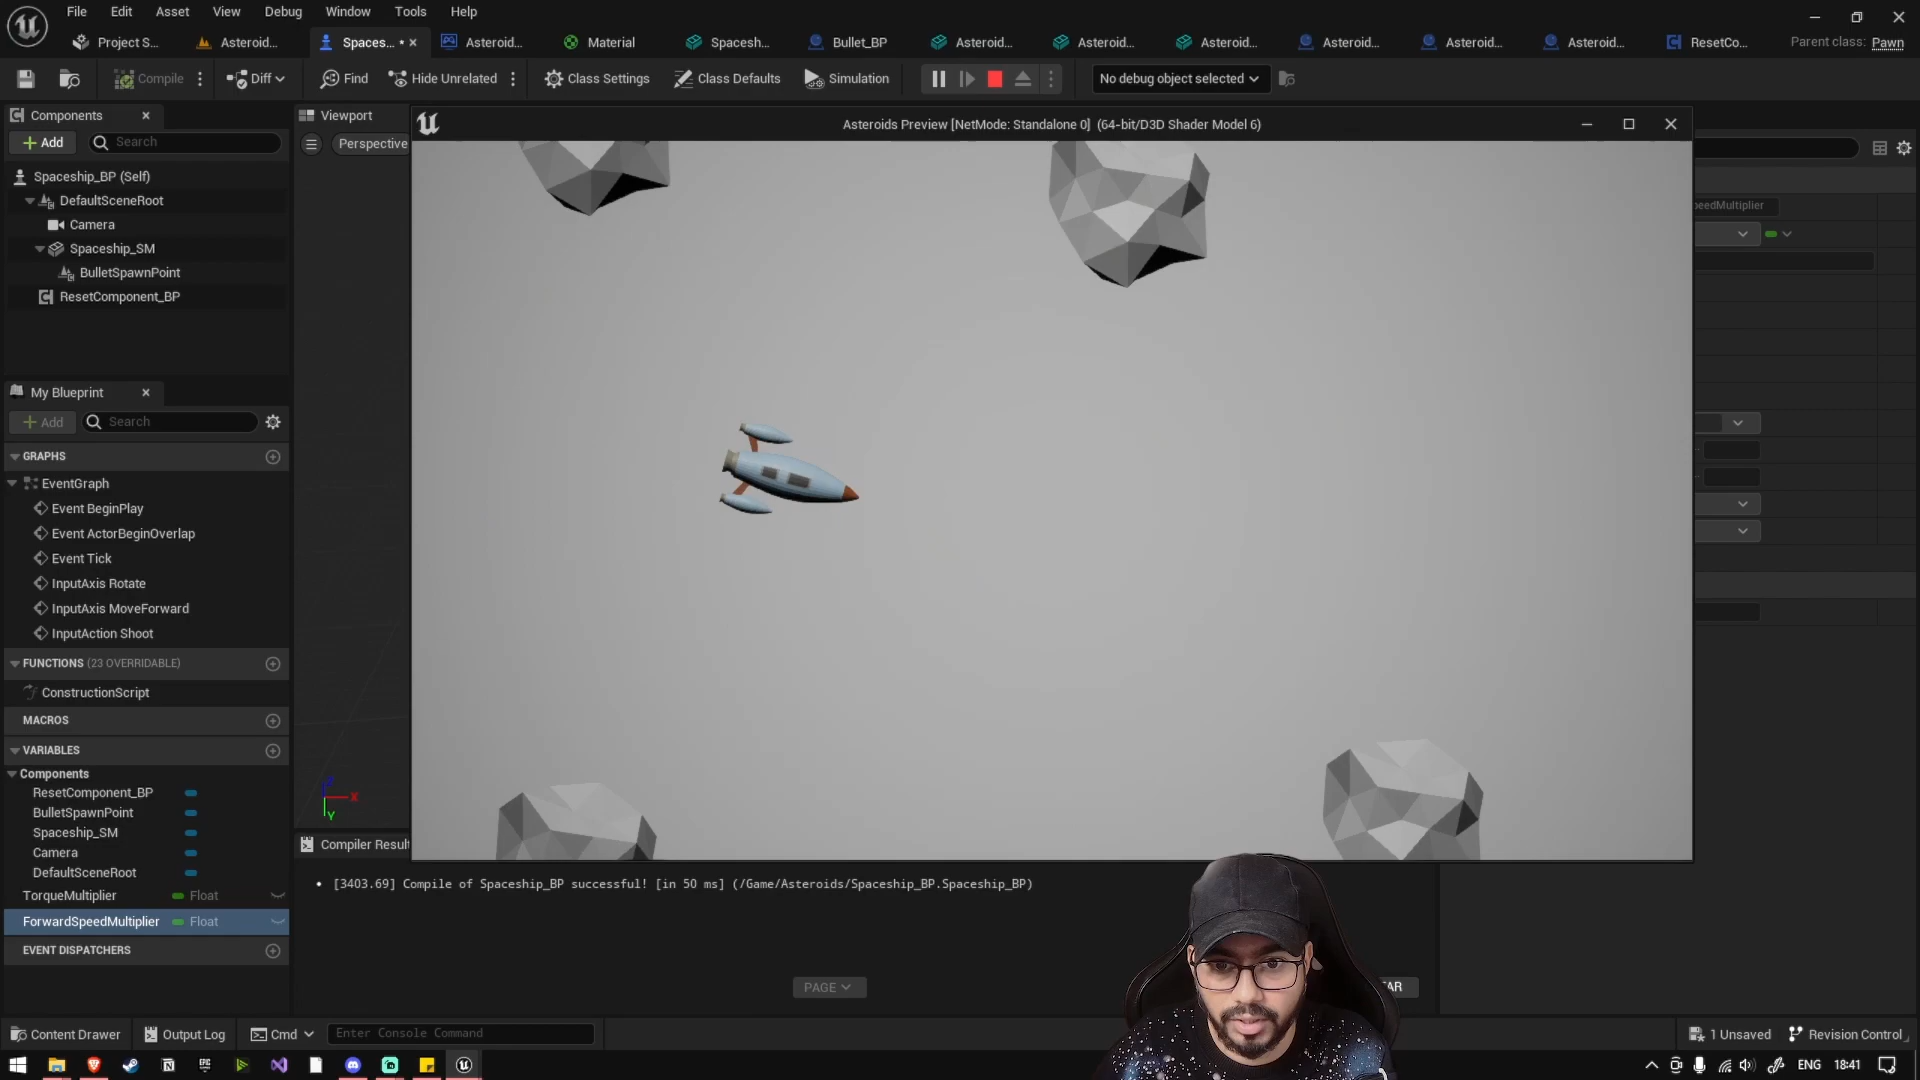 File Edit Asset View Debug Window Tools Help
Project S... Asteroid... Spaces... • Asteroid... Material Spacesh... Bullet_BP Asteroid... Asteroid... Asteroid... Asteroid... Asteroid... Asteroid... ResetCo... Parent class: Pawn
Compile Diff Find Hide Unrelated Class Settings Class Defaults Simulation No debug object selected
Components
Add Search
Spaceship_BP (Self)
DefaultSceneRoot
Camera
Spaceship_SM
BulletSpawnPoint
ResetComponent_BP
Viewport
Perspective
Asteroids Preview [NetMode: Standalone 0] (64-bit/D3D Shader Model 6)
peedMultiplier
My Blueprint
Add Search
GRAPHS
EventGraph
Event BeginPlay
Event ActorBeginOverlap
Event Tick
InputAxis Rotate
InputAxis MoveForward
InputAction Shoot
FUNCTIONS (23 OVERRIDABLE)
ConstructionScript
MACROS
VARIABLES
Components
ResetComponent_BP
BulletSpawnPoint
Spaceship_SM
Camera
DefaultSceneRoot
TorqueMultiplier Float
ForwardSpeedMultiplier Float
EVENT DISPATCHERS
X
Y
Compiler Result
• [3403.69] Compile of Spaceship_BP successful! [in 50 ms] (/Game/Asteroids/Spaceship_BP.Spaceship_BP)
PAGE
AR
Content Drawer Output Log Cmd Enter Console Command 1 Unsaved Revision Control
ENG 18:41